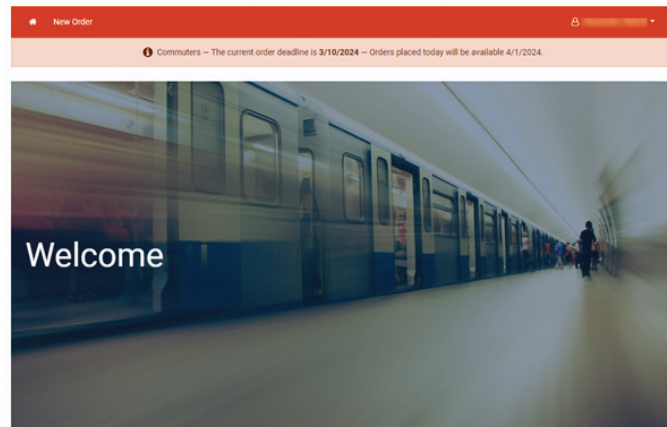 New Order
Commuters — The current order deadline is 3/10/2024 — Orders placed today will be available 4/1/2024.
Welcome